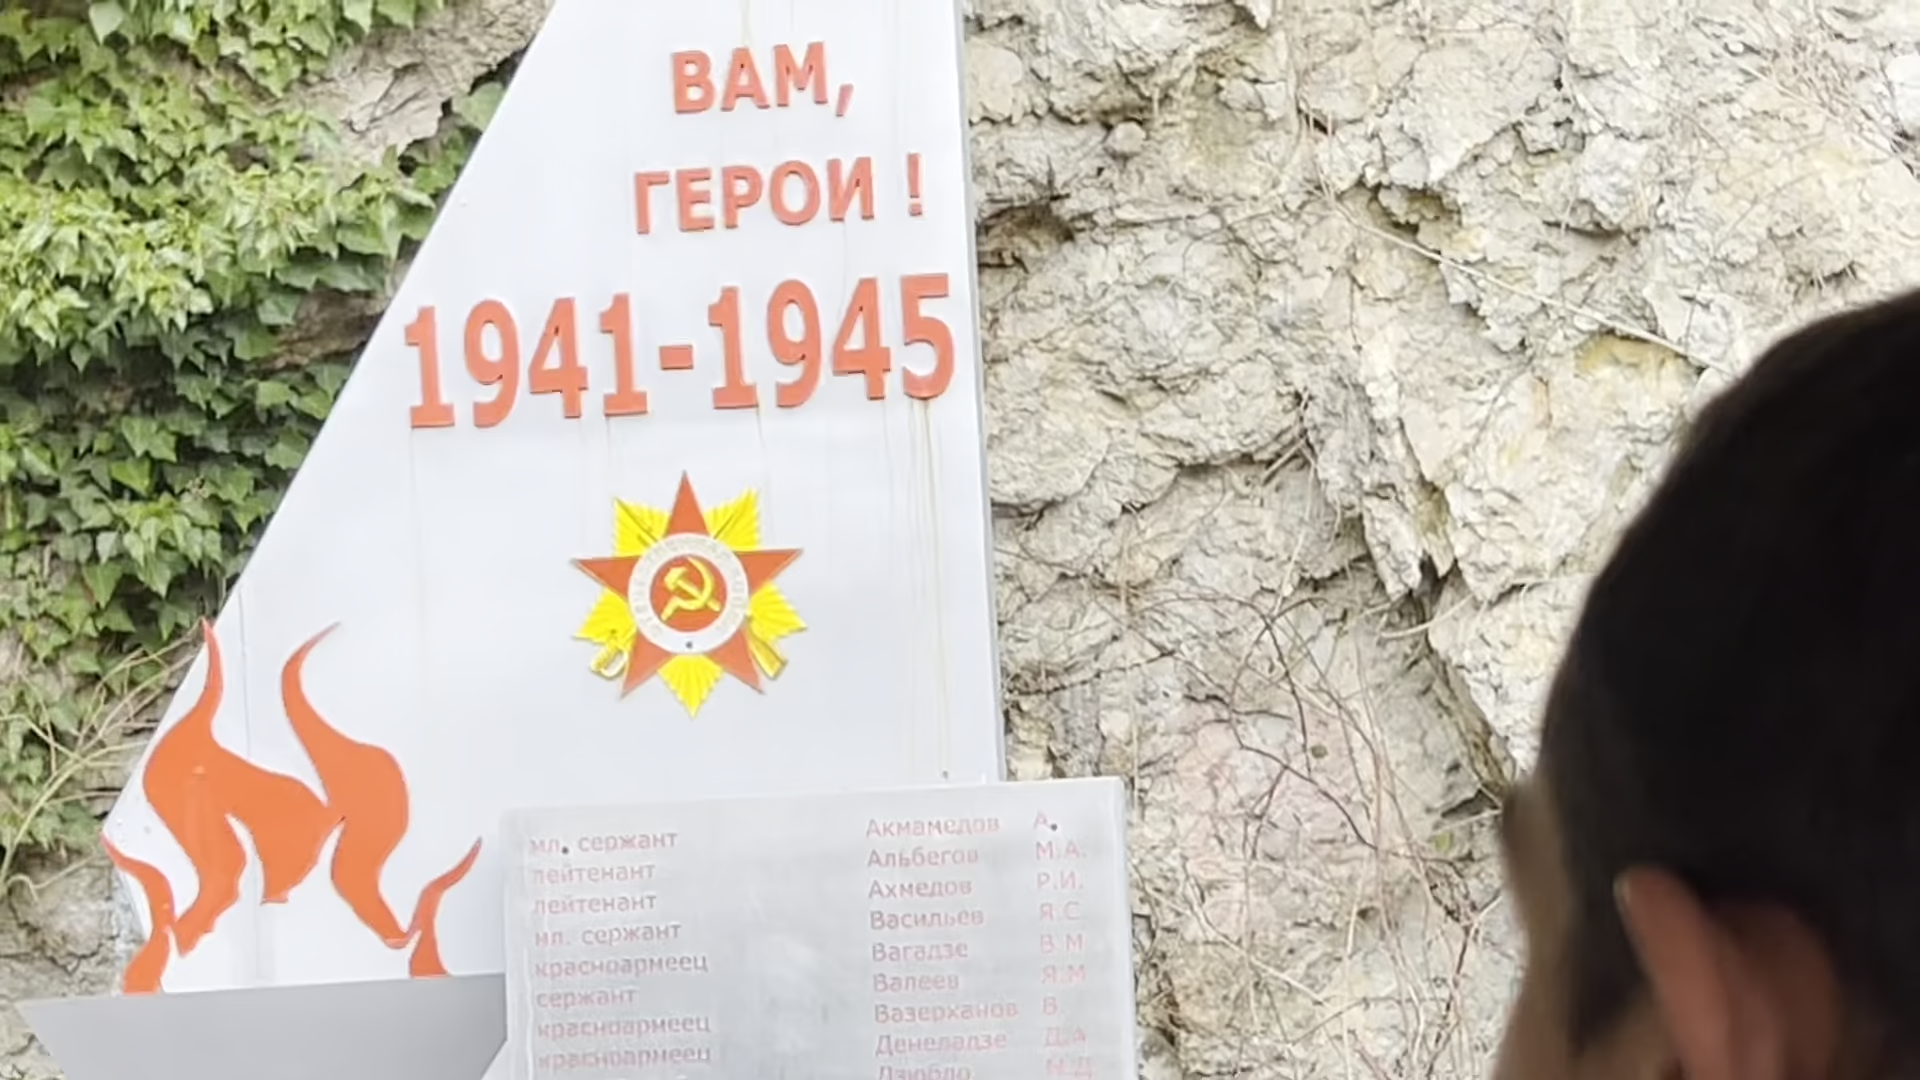 ВАМ,
ГЕРОИ !
1941-1945
мл. сержант Акмамедов А.
лейтенант Альбегов М.А.
лейтенант Ахмедов Р.И.
мл. сержант Васильев Я.С.
красноармеец Вагадзе В.М
сержант Валеев Я.М
красноармеец Вазерханов В
красноармеец Денеладзе Д.А
Дзюбло М.Д